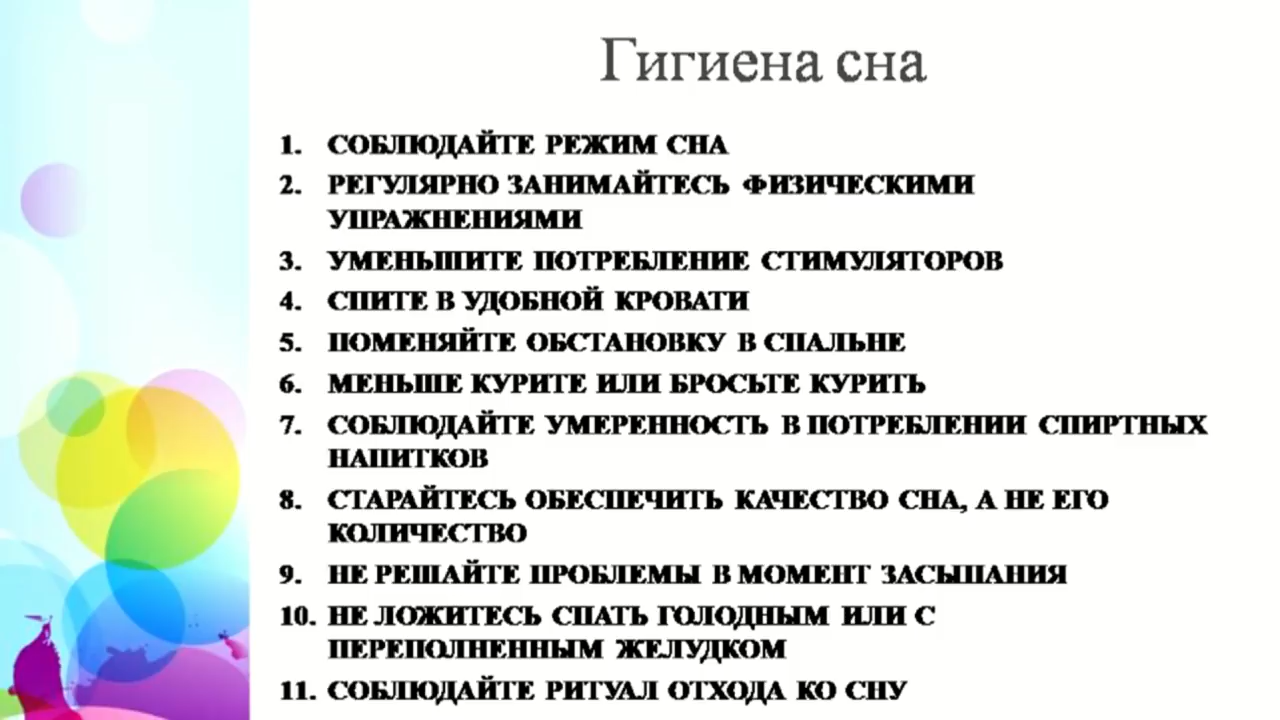 Гигиена сна
1. СОБЛЮДАЙТЕ РЕЖИМ СНА
2. РЕГУЛЯРНО ЗАНИМАЙТЕСЬ ФИЗИЧЕСКИМИ
УПРАЖНЕНИЯМИ
3. УМЕНЬШИТЕ ПОТРЕБЛЕНИЕ СТИМУЛЯТОРОВ
4. СПИТЕ В УДОБНОЙ КРОВАТИ
5. ПОМЕНЯЙТЕ ОБСТАНОВКУ В СПАЛЬНЕ
6. МЕНЬШЕ КУРИТЕ ИЛИ БРОСЬТЕ КУРИТЬ
7. СОБЛЮДАЙТЕ УМЕРЕННОСТЬ В ПОТРЕБЛЕНИИ СПИРТНЫХ
НАПИТКОВ
8. СТАРАЙТЕСЬ ОБЕСПЕЧИТЬ КАЧЕСТВО СНА, А НЕ ЕГО
КОЛИЧЕСТВО
9. НЕ РЕШАЙТЕ ПРОБЛЕМЫ В МОМЕНТ ЗАСЫПАНИЯ
10. НЕ ЛОЖИТЕСЬ СПАТЬ ГОЛОДНЫМ ИЛИ С
ПЕРЕПОЛНЕННЫМ ЖЕЛУДКОМ
11. СОБЛЮДАЙТЕ РИТУАЛ ОТХОДА КО СНУ